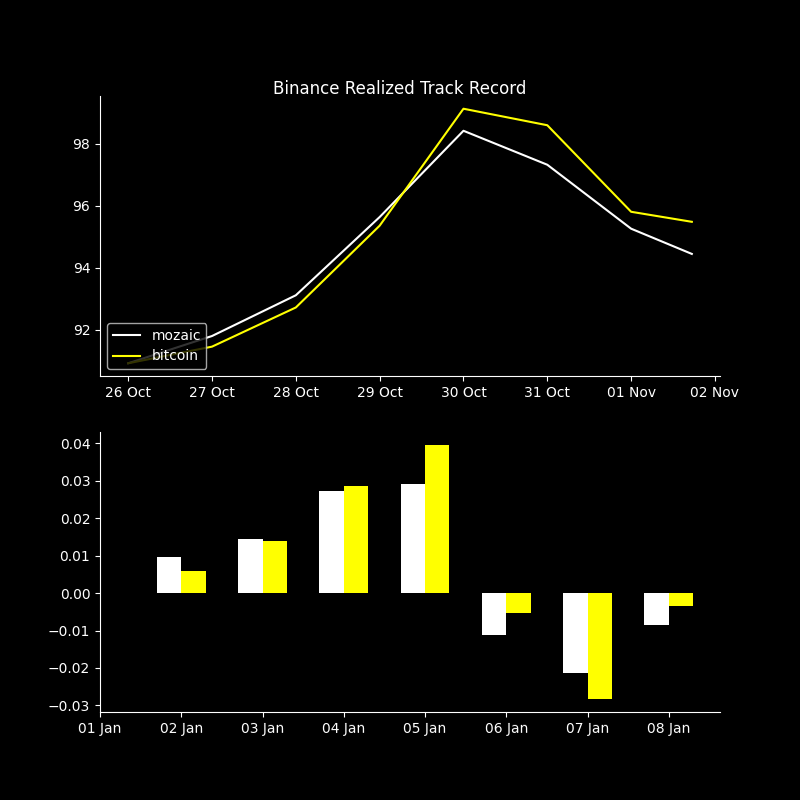 Binance Realized Track Record
98
96
94
92
mozaic
bitcoin
26 Oct 27 Oct 28 Oct 29 Oct 30 Oct 31 Oct 01 Nov 02 Nov
0.04
0.03
0.02
0.01
0.00
−0.01
−0.02
−0.03
01 Jan 02 Jan 03 Jan 04 Jan 05 Jan 06 Jan 07 Jan 08 Jan